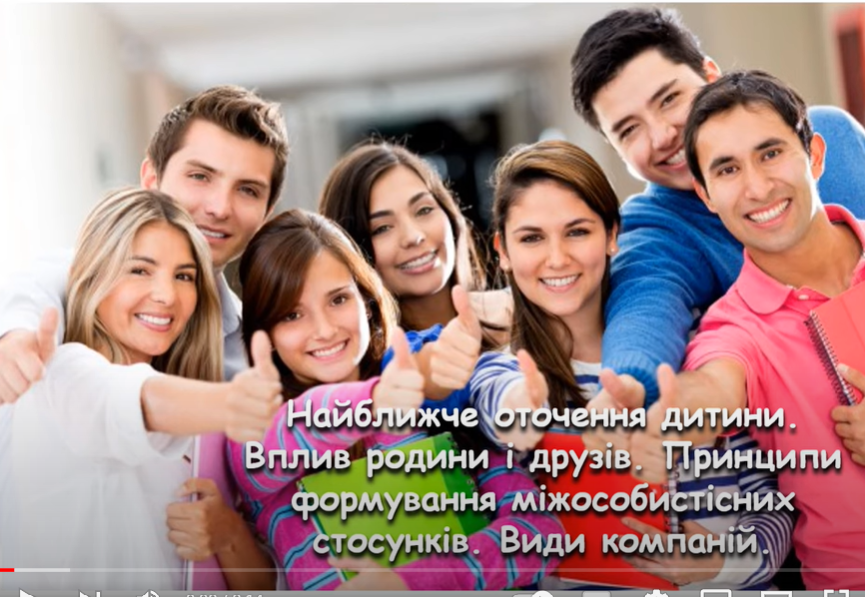 Найближче оточення дитини.
Вплив родини і друзів. Принципи
формування міжособистісних
стосунків. Види компаній.